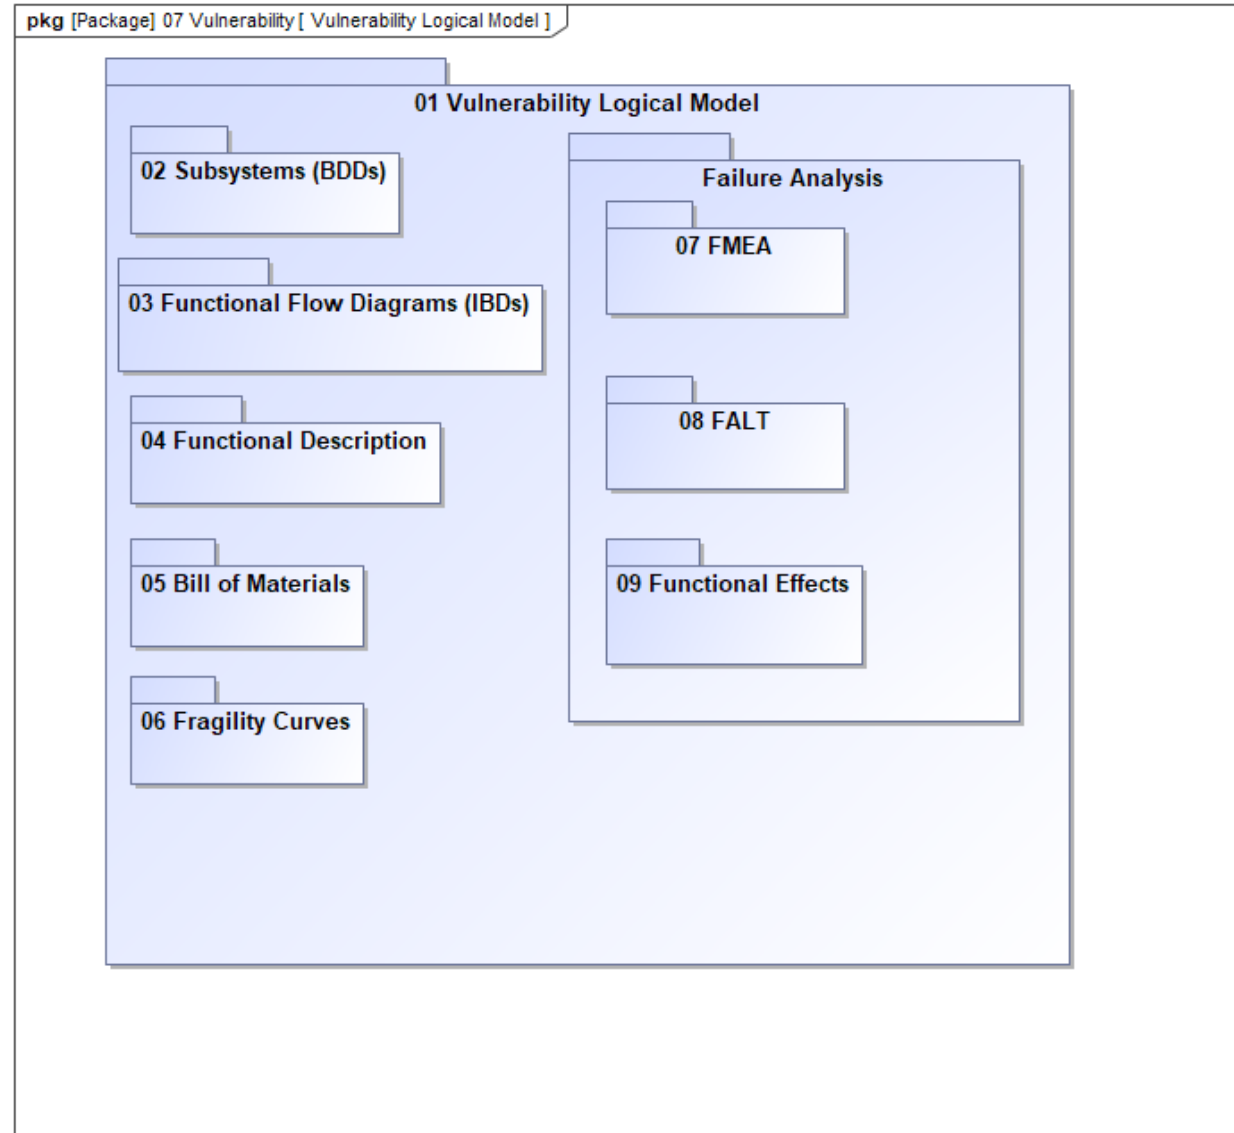 pkg [Package] 07 Vulnerability [ Vulnerability Logical Model ]
01 Vulnerability Logical Model
02 Subsystems (BDDs)
03 Functional Flow Diagrams (IBDs)
04 Functional Description
05 Bill of Materials
06 Fragility Curves
Failure Analysis
07 FMEA
08 FALT
09 Functional Effects